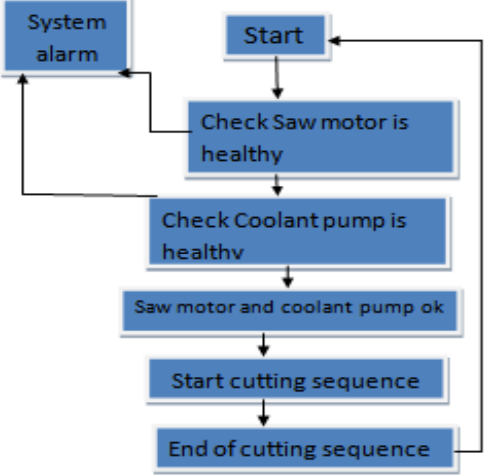 System
alarm
Start
Check Saw motor is
healthy
Check Coolant pump is
healthy
Saw motor and coolant pump ok
Start cutting sequence
End of cutting sequence